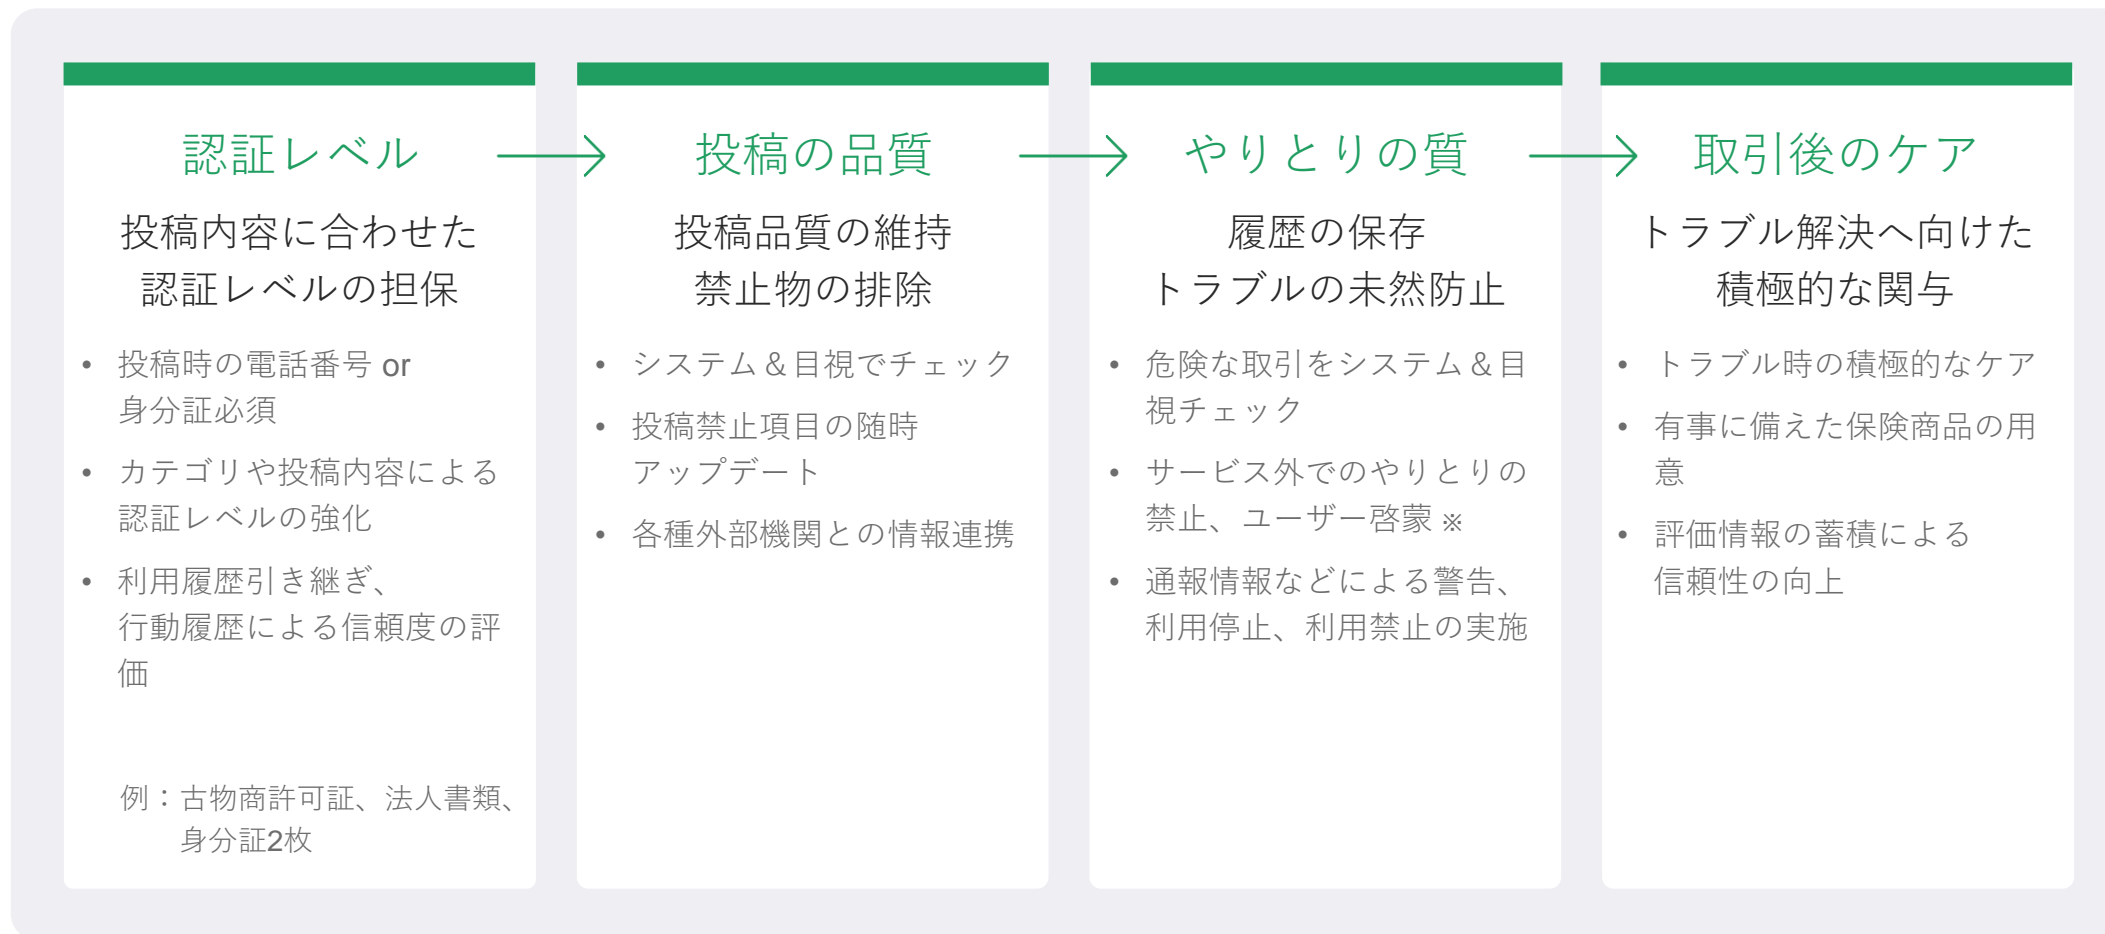 認証レベル
投稿内容に合わせた
認証レベルの担保
• 投稿時の電話番号 or
身分証必須
• カテゴリや投稿内容による
認証レベルの強化
• 利用履歴引き継ぎ、
行動履歴による信頼度の評
価
例：古物商許可証、法人書類、
身分証2枚
投稿の品質
投稿品質の維持
禁止物の排除
• システム＆目視でチェック
• 投稿禁止項目の随時
アップデート
• 各種外部機関との情報連携
やりとりの質
履歴の保存
トラブルの未然防止
• 危険な取引をシステム＆目
視チェック
• サービス外でのやりとりの
禁止、ユーザー啓蒙 ※
• 通報情報などによる警告、
利用停止、利用禁止の実施
取引後のケア
トラブル解決へ向けた
積極的な関与
• トラブル時の積極的なケア
• 有事に備えた保険商品の用
意
• 評価情報の蓄積による
信頼性の向上